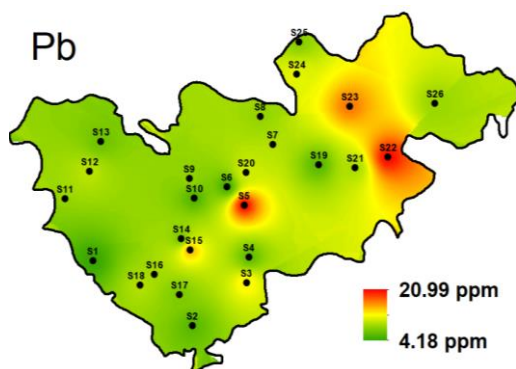 Pb
S25
S24
S23
S26
S8
S13
S7
S22
S12
S9
S20
S19
S21
S6
S11
S10
S5
S14
S15
S1
S4
S16
S18
S3
S17
S2
20.99 ppm
4.18 ppm